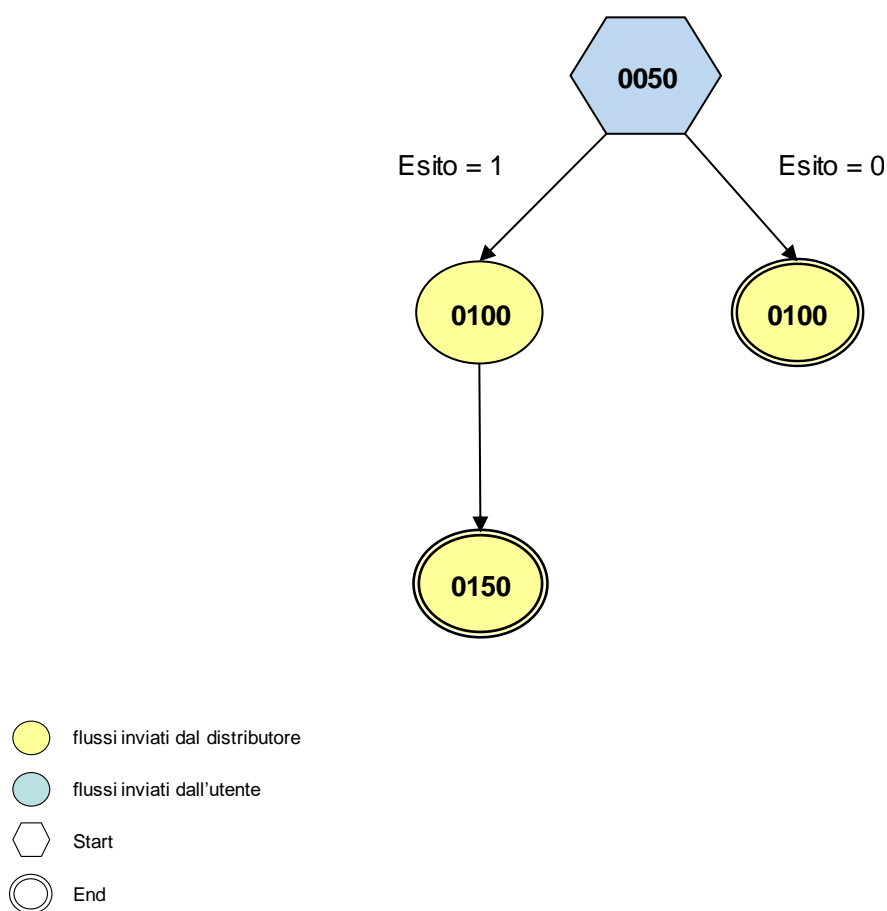 0050
Esito = 1
Esito = 0
0100
0100
0150
flussi inviati dal distributore
flussi inviati dall'utente
Start
End